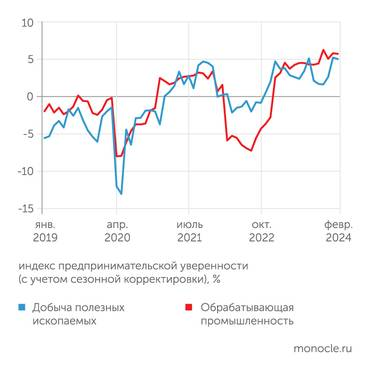 10
5
0
-5
-10
-15
янв. 2019
апр. 2020
июль 2021
окт. 2022
февр. 2024
индекс предпринимательской уверенности
(с учетом сезонной корректировки), %
Добыча полезных
ископаемых
Обрабатывающая
промышленность
monocle.ru